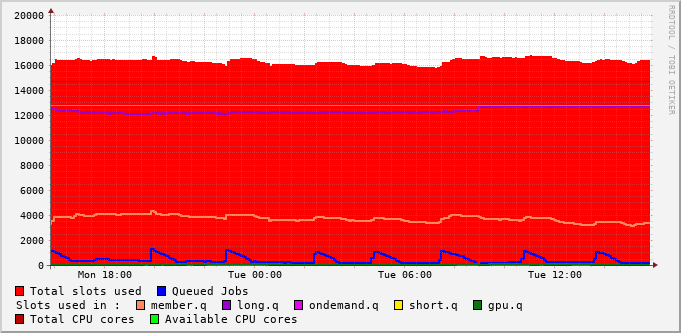 RRDTOOL / TOBI OETIKER
20000
18000
16000
14000
12000
10000
8000
6000
4000
2000
0
Mon 18:00 Tue 00:00 Tue 06:00 Tue 12:00
Total slots used Queued Jobs
Slots used in : member.q long.q ondemand.q short.q gpu.q
Total CPU cores Available CPU cores